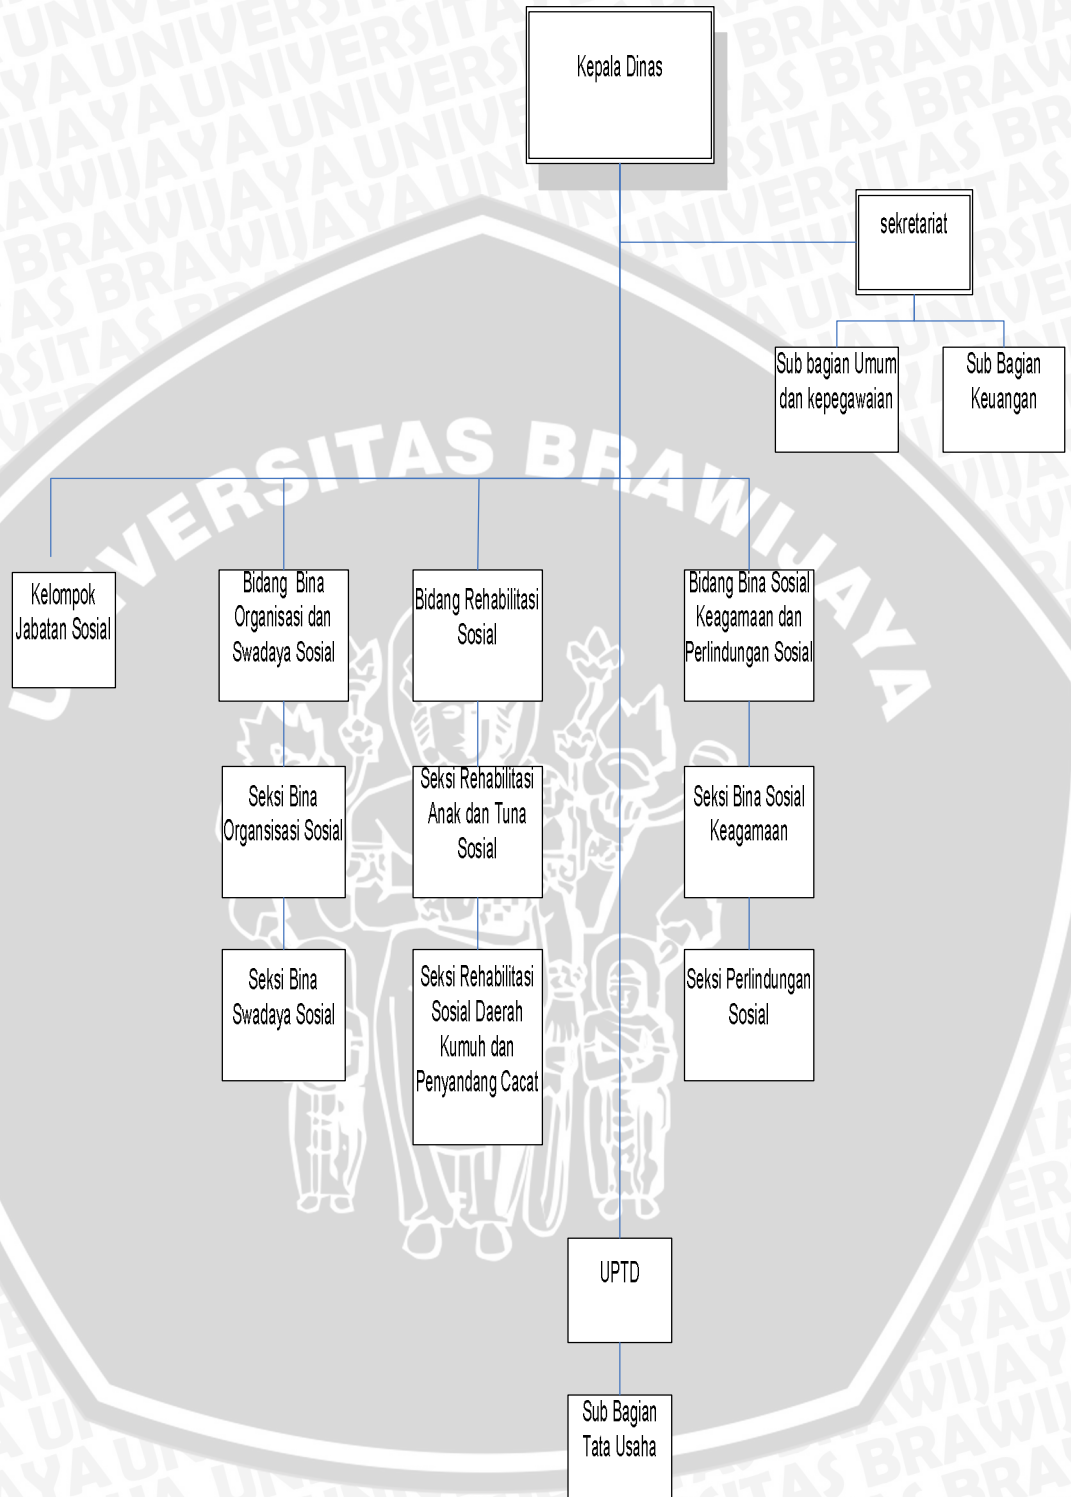 Kepala Dinas
sekretariat
Sub bagian Umum
dan kepegawaian
Sub Bagian
Keuangan
UNIVERSITAS BRAWIJAYA
Kelompok
Jabatan Sosial
Bidang Bina
Organisasi dan
Swadaya Sosial
Bidang Rehabilitasi
Sosial
Bidang Bina Sosial
Keagamaan dan
Perlindungan Sosial
Seksi Bina
Organsisasi Sosial
Seksi Rehabilitasi
Anak dan Tuna
Sosial
Seksi Bina Sosial
Keagamaan
Seksi Bina
Swadaya Sosial
Seksi Rehabilitasi
Sosial Daerah
Kumuh dan
Penyandang Cacat
Seksi Perlindungan
Sosial
UPTD
Sub Bagian
Tata Usaha